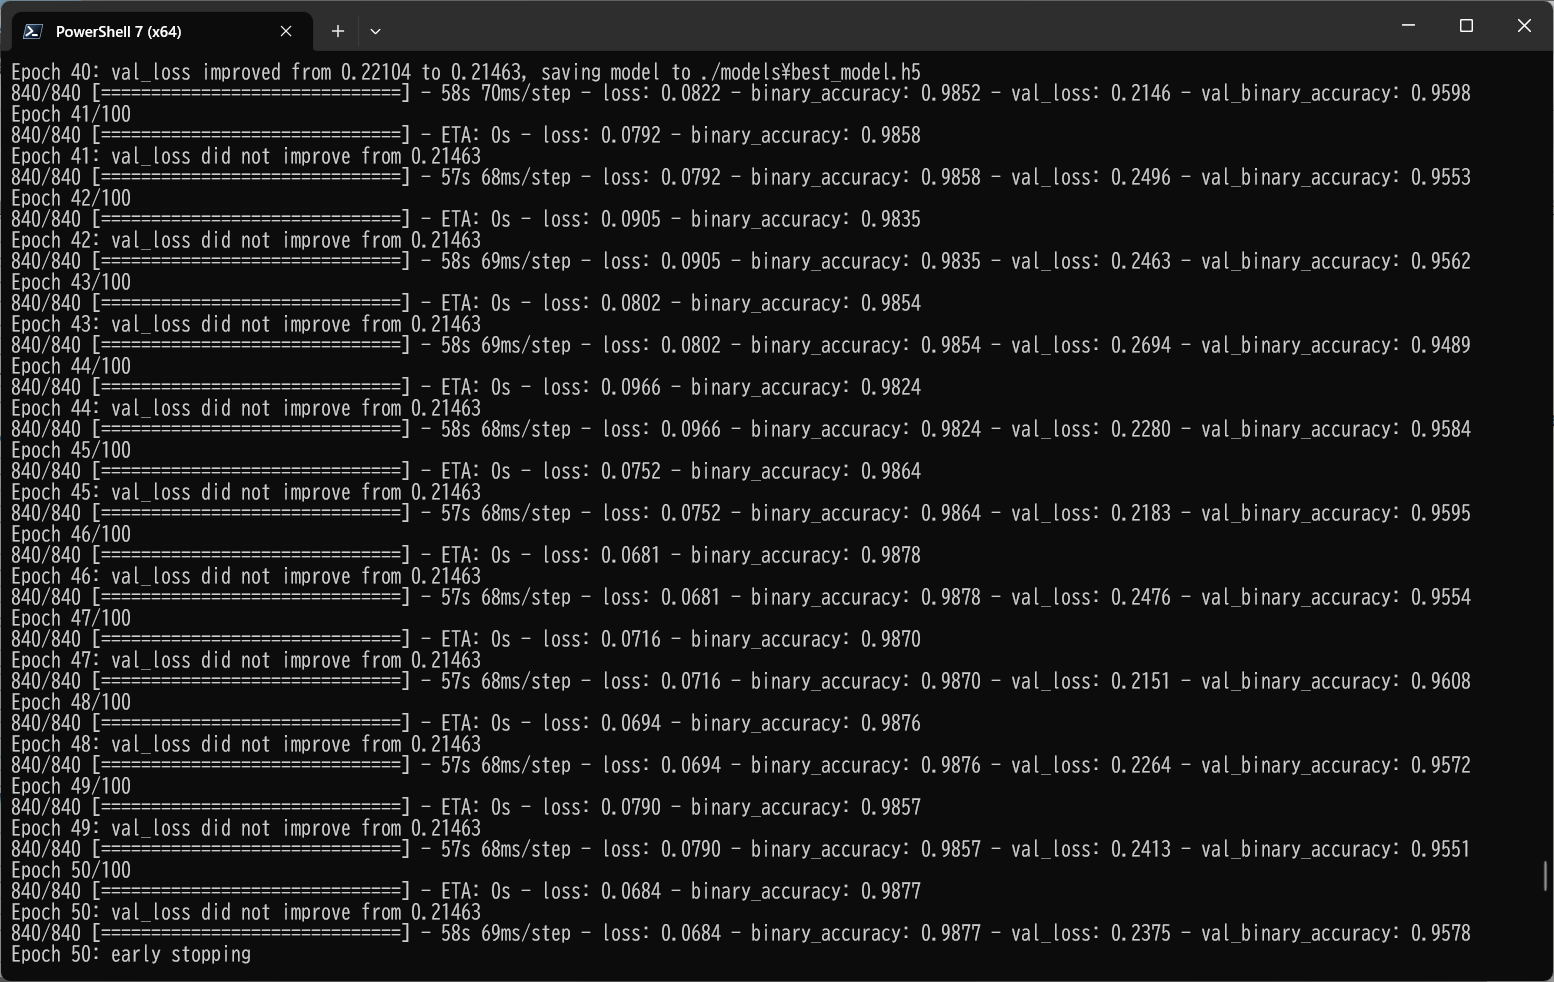 PowerShell 7 (x64)
Epoch 40: val_loss improved from 0.22104 to 0.21463, saving model to ./models¥best_model.h5
840/840 [==============================] - 58s 70ms/step - loss: 0.0822 - binary_accuracy: 0.9852 - val_loss: 0.2146 - val_binary_accuracy: 0.9598
Epoch 41/100
840/840 [==============================] - ETA: 0s - loss: 0.0792 - binary_accuracy: 0.9858
Epoch 41: val_loss did not improve from 0.21463
840/840 [==============================] - 57s 68ms/step - loss: 0.0792 - binary_accuracy: 0.9858 - val_loss: 0.2496 - val_binary_accuracy: 0.9553
Epoch 42/100
840/840 [==============================] - ETA: 0s - loss: 0.0905 - binary_accuracy: 0.9835
Epoch 42: val_loss did not improve from 0.21463
840/840 [==============================] - 58s 69ms/step - loss: 0.0905 - binary_accuracy: 0.9835 - val_loss: 0.2463 - val_binary_accuracy: 0.9562
Epoch 43/100
840/840 [==============================] - ETA: 0s - loss: 0.0802 - binary_accuracy: 0.9854
Epoch 43: val_loss did not improve from 0.21463
840/840 [==============================] - 58s 69ms/step - loss: 0.0802 - binary_accuracy: 0.9854 - val_loss: 0.2694 - val_binary_accuracy: 0.9489
Epoch 44/100
840/840 [==============================] - ETA: 0s - loss: 0.0966 - binary_accuracy: 0.9824
Epoch 44: val_loss did not improve from 0.21463
840/840 [==============================] - 58s 68ms/step - loss: 0.0966 - binary_accuracy: 0.9824 - val_loss: 0.2280 - val_binary_accuracy: 0.9584
Epoch 45/100
840/840 [==============================] - ETA: 0s - loss: 0.0752 - binary_accuracy: 0.9864
Epoch 45: val_loss did not improve from 0.21463
840/840 [==============================] - 57s 68ms/step - loss: 0.0752 - binary_accuracy: 0.9864 - val_loss: 0.2183 - val_binary_accuracy: 0.9595
Epoch 46/100
840/840 [==============================] - ETA: 0s - loss: 0.0681 - binary_accuracy: 0.9878
Epoch 46: val_loss did not improve from 0.21463
840/840 [==============================] - 57s 68ms/step - loss: 0.0681 - binary_accuracy: 0.9878 - val_loss: 0.2476 - val_binary_accuracy: 0.9554
Epoch 47/100
840/840 [==============================] - ETA: 0s - loss: 0.0716 - binary_accuracy: 0.9870
Epoch 47: val_loss did not improve from 0.21463
840/840 [==============================] - 57s 68ms/step - loss: 0.0716 - binary_accuracy: 0.9870 - val_loss: 0.2151 - val_binary_accuracy: 0.9608
Epoch 48/100
840/840 [==============================] - ETA: 0s - loss: 0.0694 - binary_accuracy: 0.9876
Epoch 48: val_loss did not improve from 0.21463
840/840 [==============================] - 57s 68ms/step - loss: 0.0694 - binary_accuracy: 0.9876 - val_loss: 0.2264 - val_binary_accuracy: 0.9572
Epoch 49/100
840/840 [==============================] - ETA: 0s - loss: 0.0790 - binary_accuracy: 0.9857
Epoch 49: val_loss did not improve from 0.21463
840/840 [==============================] - 57s 68ms/step - loss: 0.0790 - binary_accuracy: 0.9857 - val_loss: 0.2413 - val_binary_accuracy: 0.9551
Epoch 50/100
840/840 [==============================] - ETA: 0s - loss: 0.0684 - binary_accuracy: 0.9877
Epoch 50: val_loss did not improve from 0.21463
840/840 [==============================] - 58s 69ms/step - loss: 0.0684 - binary_accuracy: 0.9877 - val_loss: 0.2375 - val_binary_accuracy: 0.9578
Epoch 50: early stopping